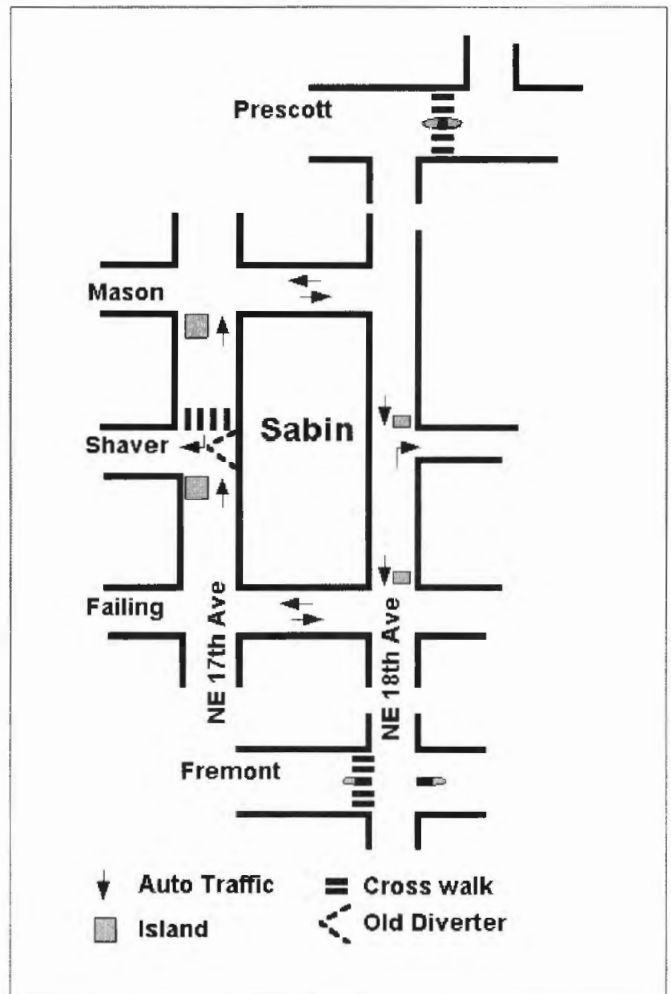 Prescott
Mason
Shaver
Sabin
Failing
NE 17th Ave
NE 18th Ave
Fremont
Auto Traffic
Cross walk
Island
Old Diverter